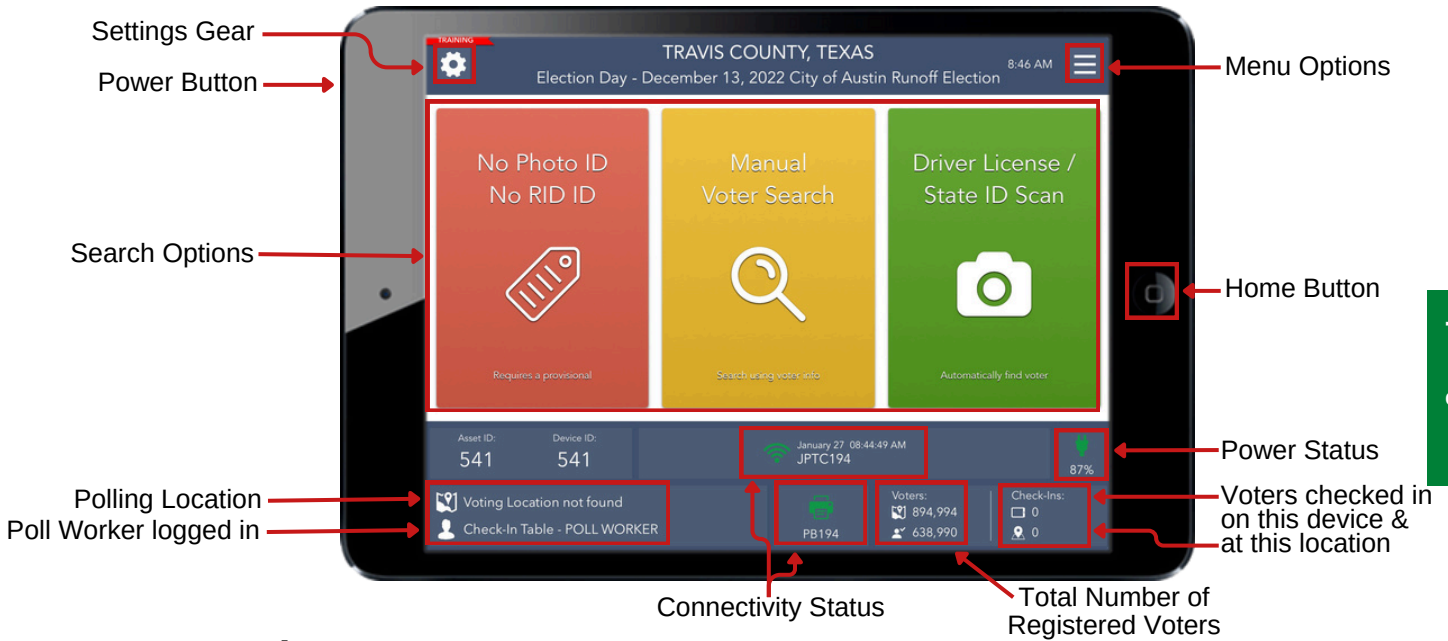 Settings Gear
Power Button
Search Options
Polling Location
Poll Worker logged in
TRAINING
TRAVIS COUNTY, TEXAS
Election Day - December 13, 2022 City of Austin Runoff Election
8:46 AM
No Photo ID
No RID ID
Requires a provisional
Manual
Voter Search
Search using voter info
Driver License /
State ID Scan
Automatically find voter
Asset ID:
541
Device ID:
541
January 27 08:44:49 AM
JPTC194
87%
Voting Location not found
Check-In Table - POLL WORKER
PB194
Voters:
894,994
638,990
Check-Ins:
0
0
Menu Options
Home Button
Power Status
Voters checked in
on this device &
at this location
Connectivity Status
Total Number of
Registered Voters